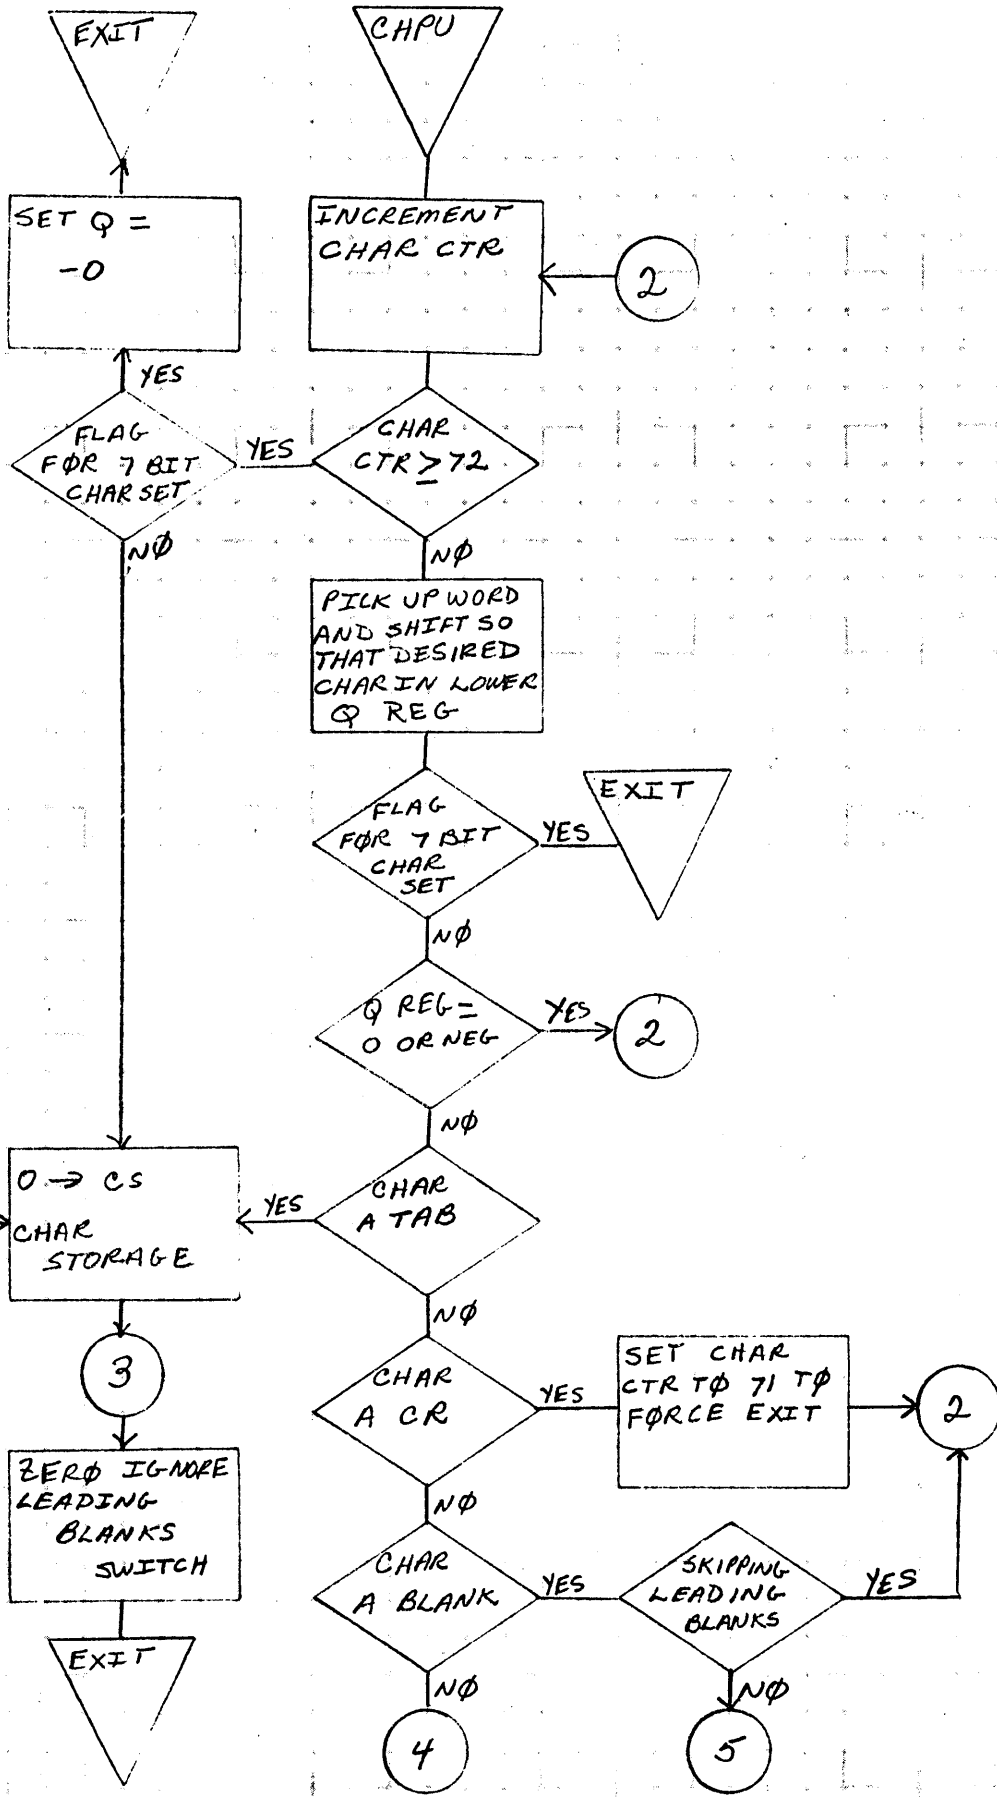 EXIT
CHPU
SET Q =
-0
INCREMENT
CHAR CTR
2
YES
FLAG
FØR 7 BIT
CHAR SET
YES
CHAR
CTR ≥ 72
NØ
NØ
PICK UP WORD
AND SHIFT SO
THAT DESIRED
CHAR IN LOWER
Q REG
FLAG
FØR 7 BIT
CHAR
SET
YES
EXIT
NØ
Q REG =
0 OR NEG
YES
2
NØ
0 → CS
CHAR
STORAGE
YES
CHAR
A TAB
NØ
3
CHAR
A CR
YES
SET CHAR
CTR TØ 71 TØ
FØRCE EXIT
2
NØ
ZERØ IGNORE
LEADING
BLANKS
SWITCH
CHAR
A BLANK
YES
SKIPPING
LEADING
BLANKS
YES
EXIT
NØ
4
NØ
5